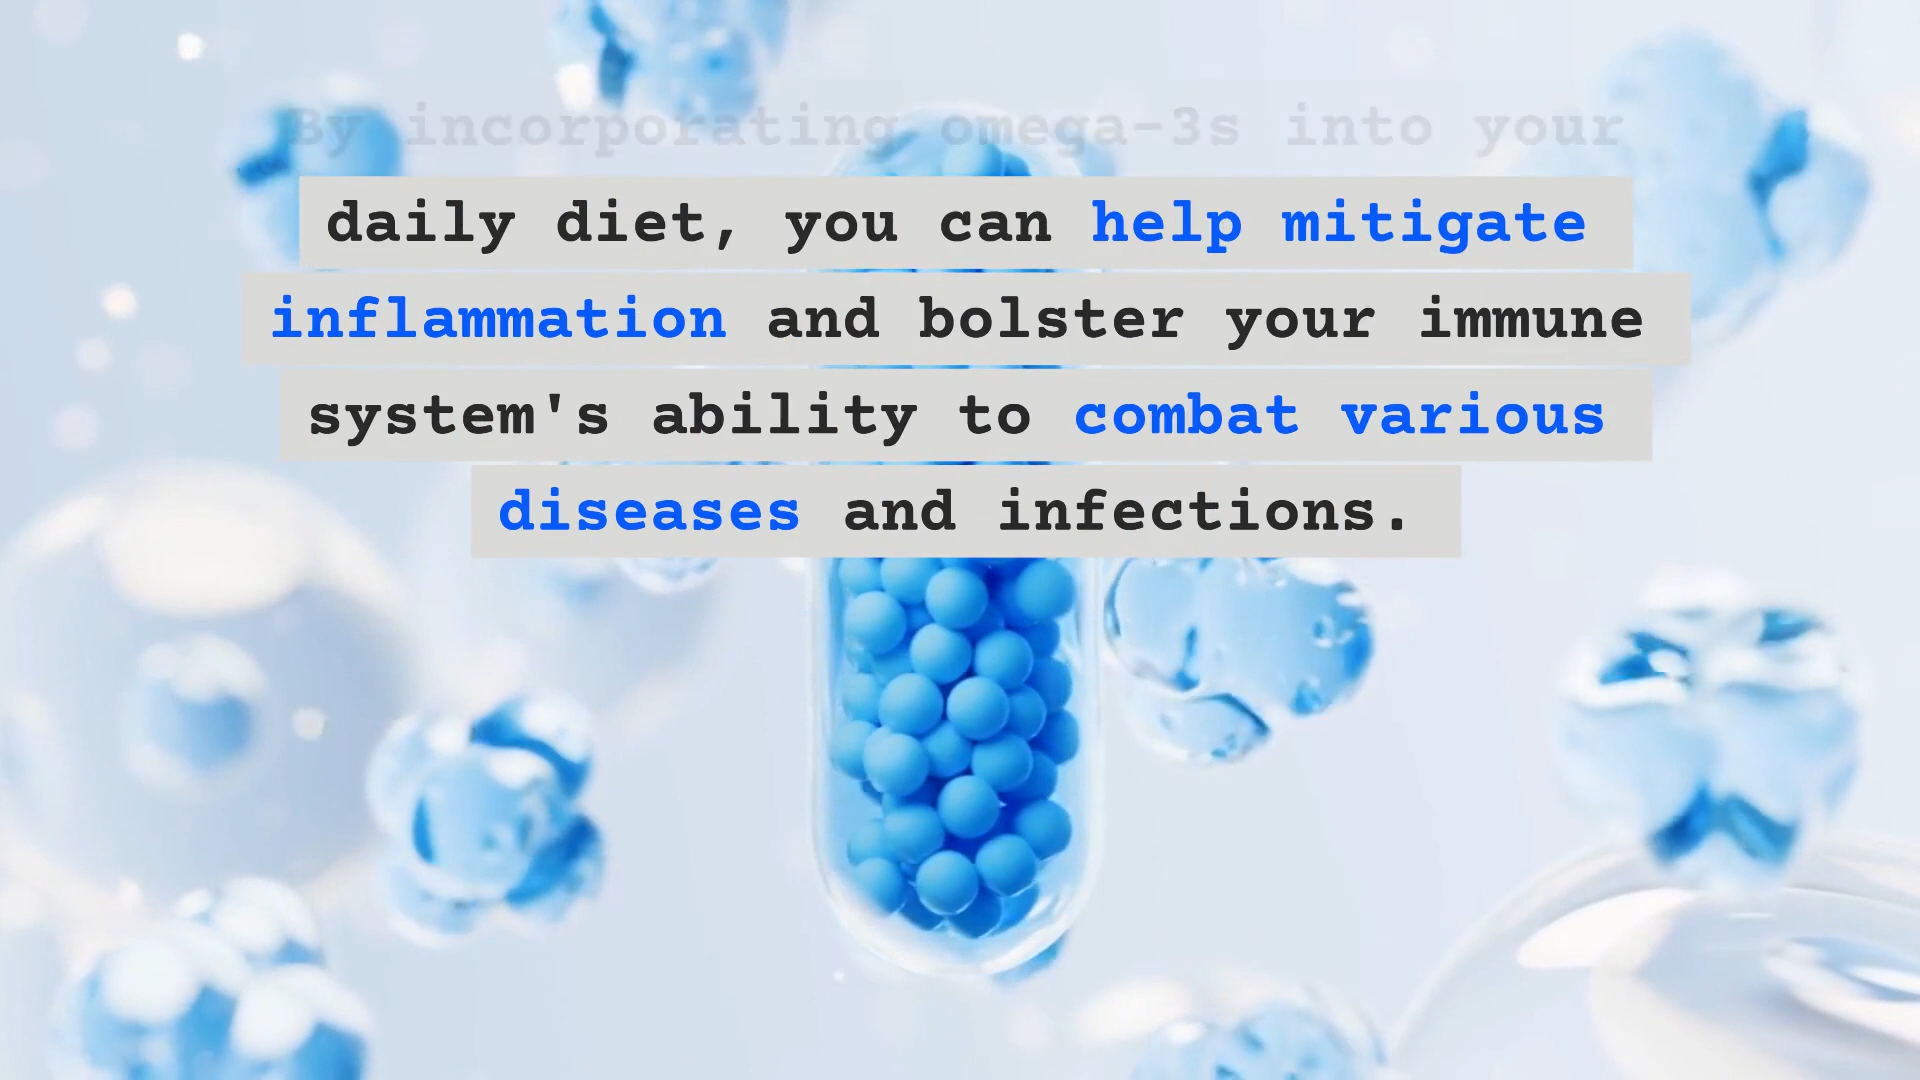 By incorporating omega-3s into your
daily diet, you can help mitigate
inflammation and bolster your immune
system's ability to combat various
diseases and infections.